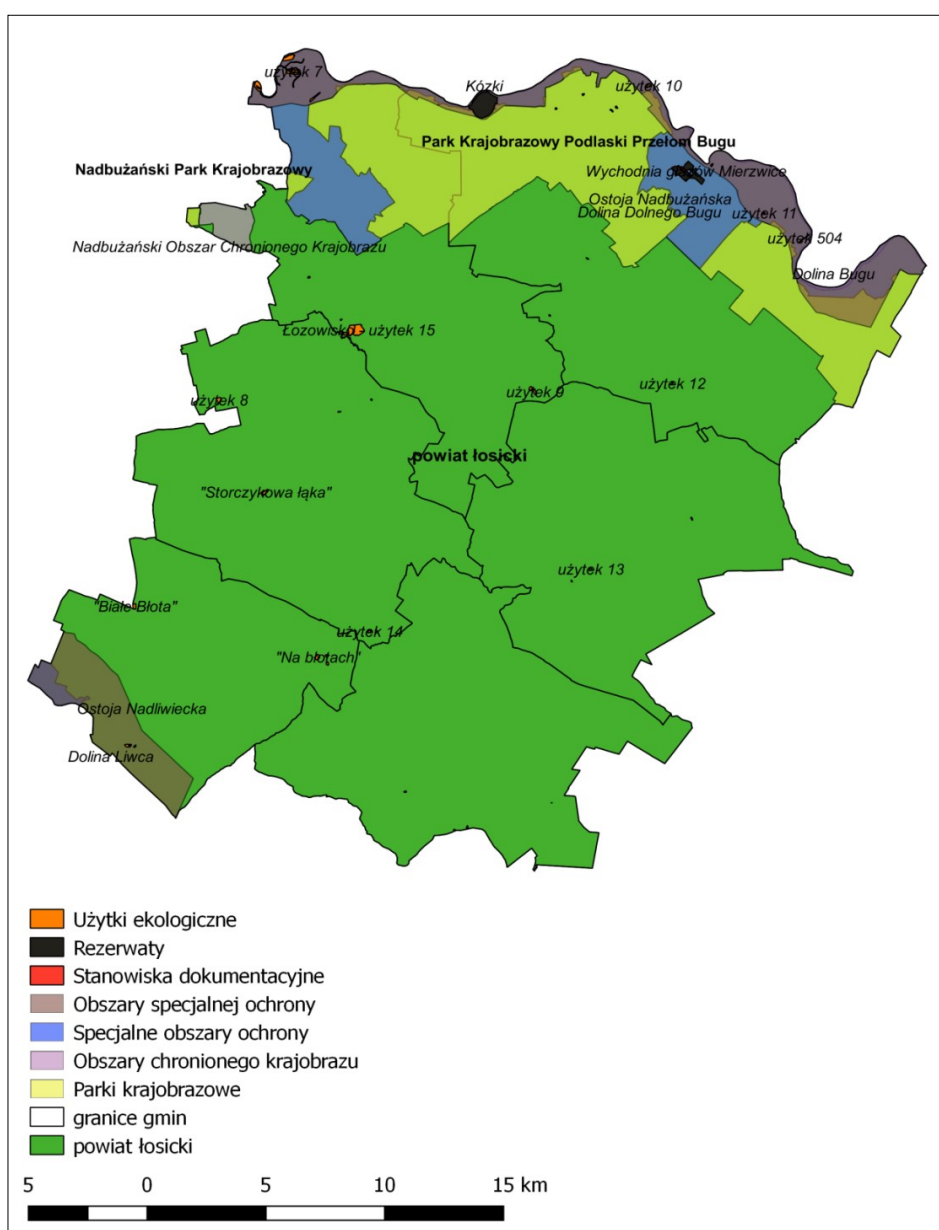 użytek 7
Kózki
użytek 10
Park Krajobrazowy Podlaski Przełom Bugu
Nadbużański Park Krajobrazowy
Wychodnia głazów Mierzwice
Ostoja Nadbużańska
Dolina Dolnego Bugu
użytek 11
użytek 504
Nadbużański Obszar Chronionego Krajobrazu
Dolina Bugu
Łozowisko - użytek 15
użytek 8
użytek 9
użytek 12
powiat łosicki
"Storczykowa łąka"
użytek 13
"Białe Błota"
użytek 14
"Na błotach"
Ostoja Nadliwiecka
Dolina Liwca
Użytki ekologiczne
Rezerwaty
Stanowiska dokumentacyjne
Obszary specjalnej ochrony
Specjalne obszary ochrony
Obszary chronionego krajobrazu
Parki krajobrazowe
granice gmin
powiat łosicki
5 0 5 10 15 km